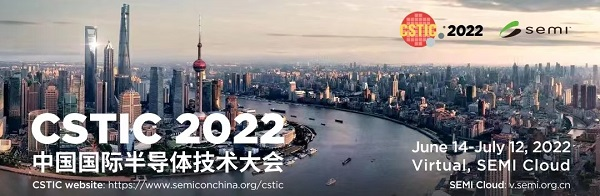 CSTIC 2022
semi
CSTIC 2022
中国国际半导体技术大会
CSTIC website: https://www.semiconchina.org/cstic
June 14-July 12, 2022
Virtual, SEMI Cloud
SEMI Cloud: v.semi.org.cn